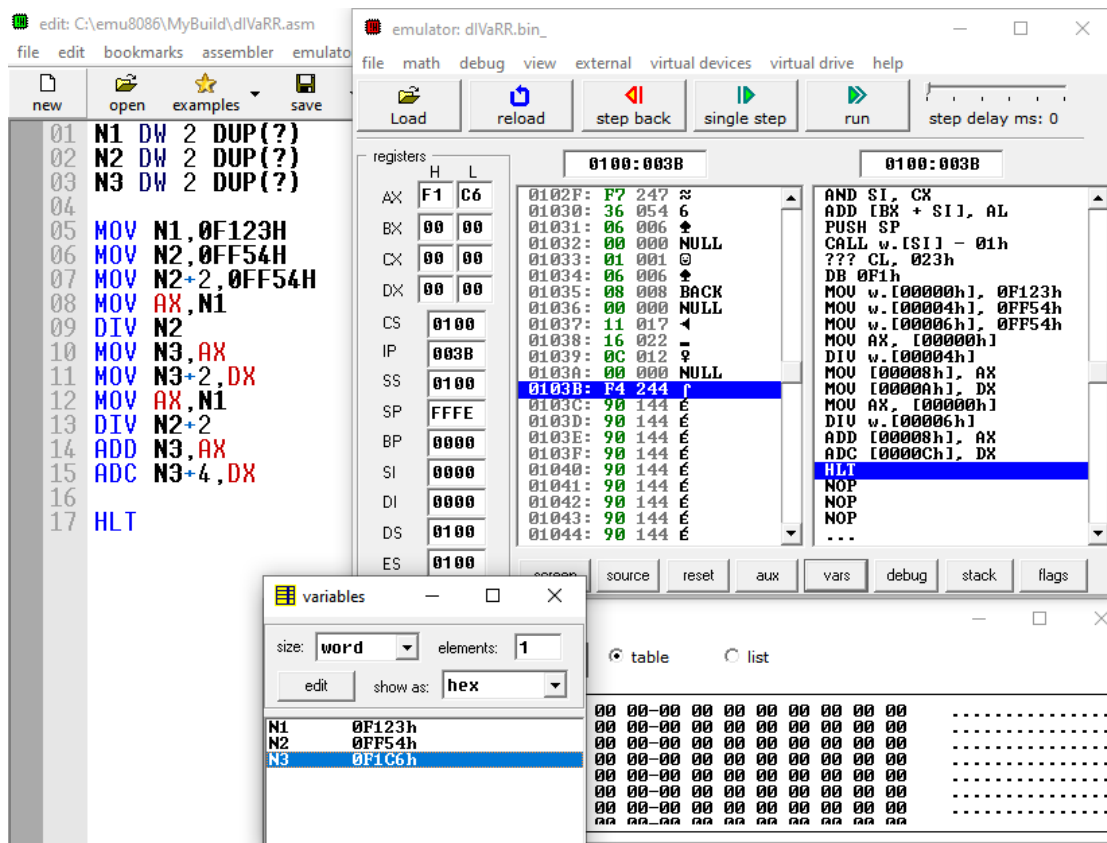 edit: C:\emu8086\MyBuild\dIVaRR.asm
file edit bookmarks assembler emulato
new open examples save
01 N1 DW 2 DUP(?)
02 N2 DW 2 DUP(?)
03 N3 DW 2 DUP(?)
04
05 MOV N1,0F123H
06 MOV N2,0FF54H
07 MOV N2+2,0FF54H
08 MOV AX,N1
09 DIV N2
10 MOV N3,AX
11 MOV N3+2,DX
12 MOV AX,N1
13 DIV N2+2
14 ADD N3,AX
15 ADC N3+4,DX
16
17 HLT
emulator: dIVaRR.bin_
file math debug view external virtual devices virtual drive help
Load reload step back single step run step delay ms: 0
registers
H L
AX F1 C6
BX 00 00
CX 00 00
DX 00 00
CS 0100
IP 003B
SS 0100
SP FFFE
BP 0000
SI 0000
DI 0000
DS 0100
ES 0100
0100:003B
0102F: F7 247 ≈
01030: 36 054 6
01031: 06 006 ♠
01032: 00 000 NULL
01033: 01 001 ☺
01034: 06 006 ♠
01035: 08 008 BACK
01036: 00 000 NULL
01037: 11 017 ◄
01038: 16 022 ▬
01039: 0C 012 ♀
0103A: 00 000 NULL
0103B: F4 244 ⌠
0103C: 90 144 É
0103D: 90 144 É
0103E: 90 144 É
0103F: 90 144 É
01040: 90 144 É
01041: 90 144 É
01042: 90 144 É
01043: 90 144 É
01044: 90 144 É
0100:003B
AND SI, CX
ADD [BX + SI], AL
PUSH SP
CALL w.[SI] - 01h
??? CL, 023h
DB 0F1h
MOV w.[00000h], 0F123h
MOV w.[00004h], 0FF54h
MOV w.[00006h], 0FF54h
MOV AX, [00000h]
DIV w.[00004h]
MOV [00008h], AX
MOV [0000Ah], DX
MOV AX, [00000h]
DIV w.[00006h]
ADD [00008h], AX
ADC [0000Ch], DX
HLT
NOP
NOP
NOP
...
screen source reset aux vars debug stack flags
variables
size: word elements: 1
edit show as: hex
N1 0F123h
N2 0FF54h
N3 0F1C6h
table list
00 00-00 00 00 00 00 00 00 00 ..............
00 00-00 00 00 00 00 00 00 00 ..............
00 00-00 00 00 00 00 00 00 00 ..............
00 00-00 00 00 00 00 00 00 00 ..............
00 00-00 00 00 00 00 00 00 00 ..............
00 00-00 00 00 00 00 00 00 00 ..............
00 00-00 00 00 00 00 00 00 00 ..............
00 00-00 00 00 00 00 00 00 00 ..............